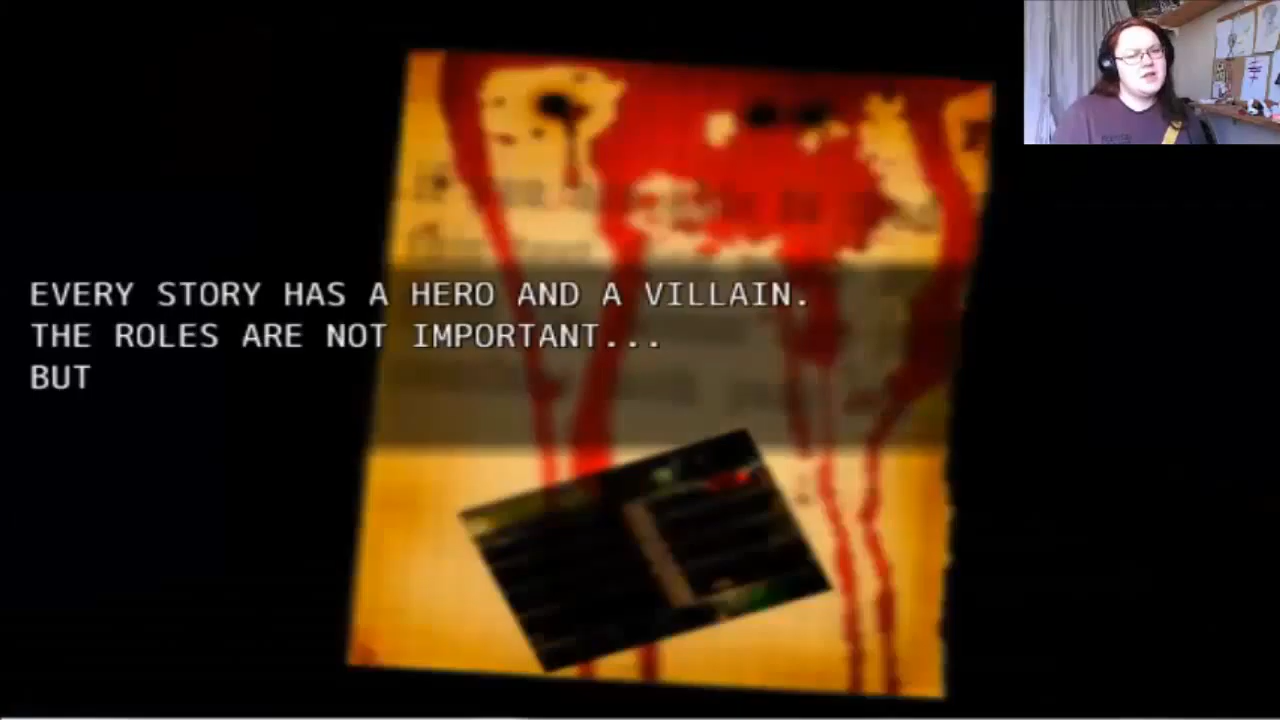 EVERY STORY HAS A HERO AND A VILLAIN.
THE ROLES ARE NOT IMPORTANT...
BUT